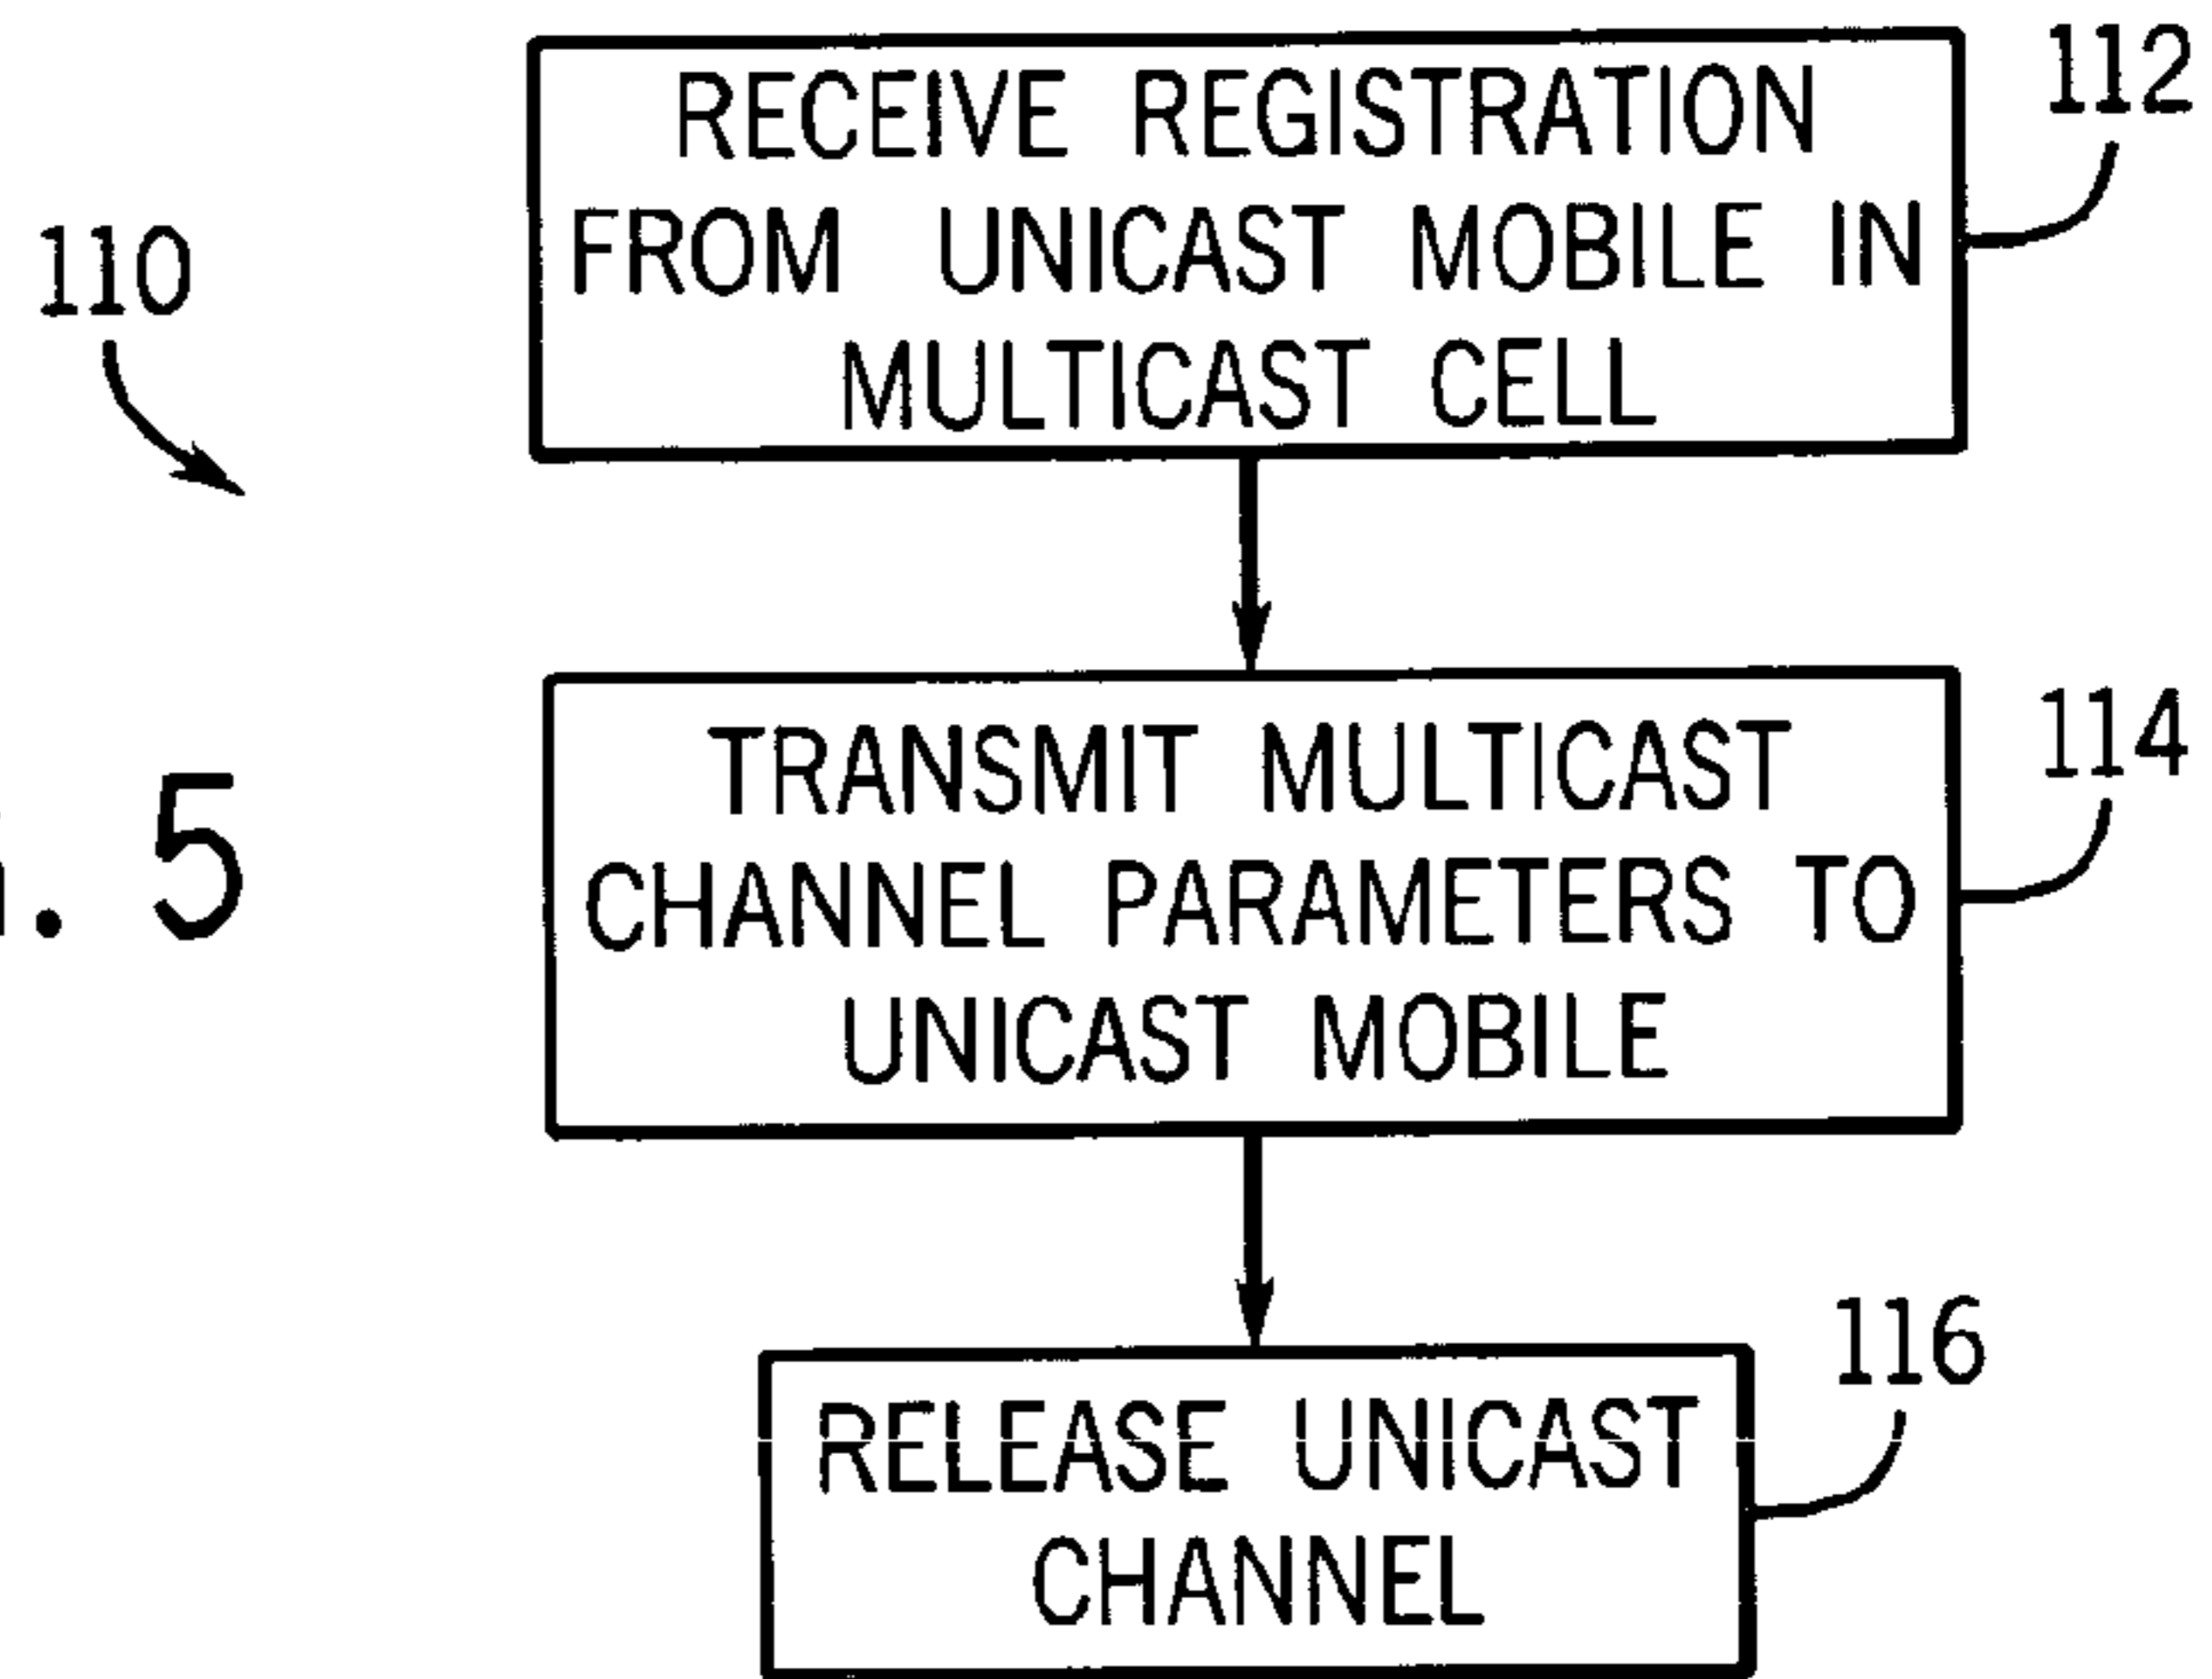 112
RECEIVE REGISTRATION
FROM UNICAST MOBILE IN
MULTICAST CELL
110
114
TRANSMIT MULTICAST
CHANNEL PARAMETERS TO
UNICAST MOBILE
. 5
116
RELEASE UNICAST
CHANNEL